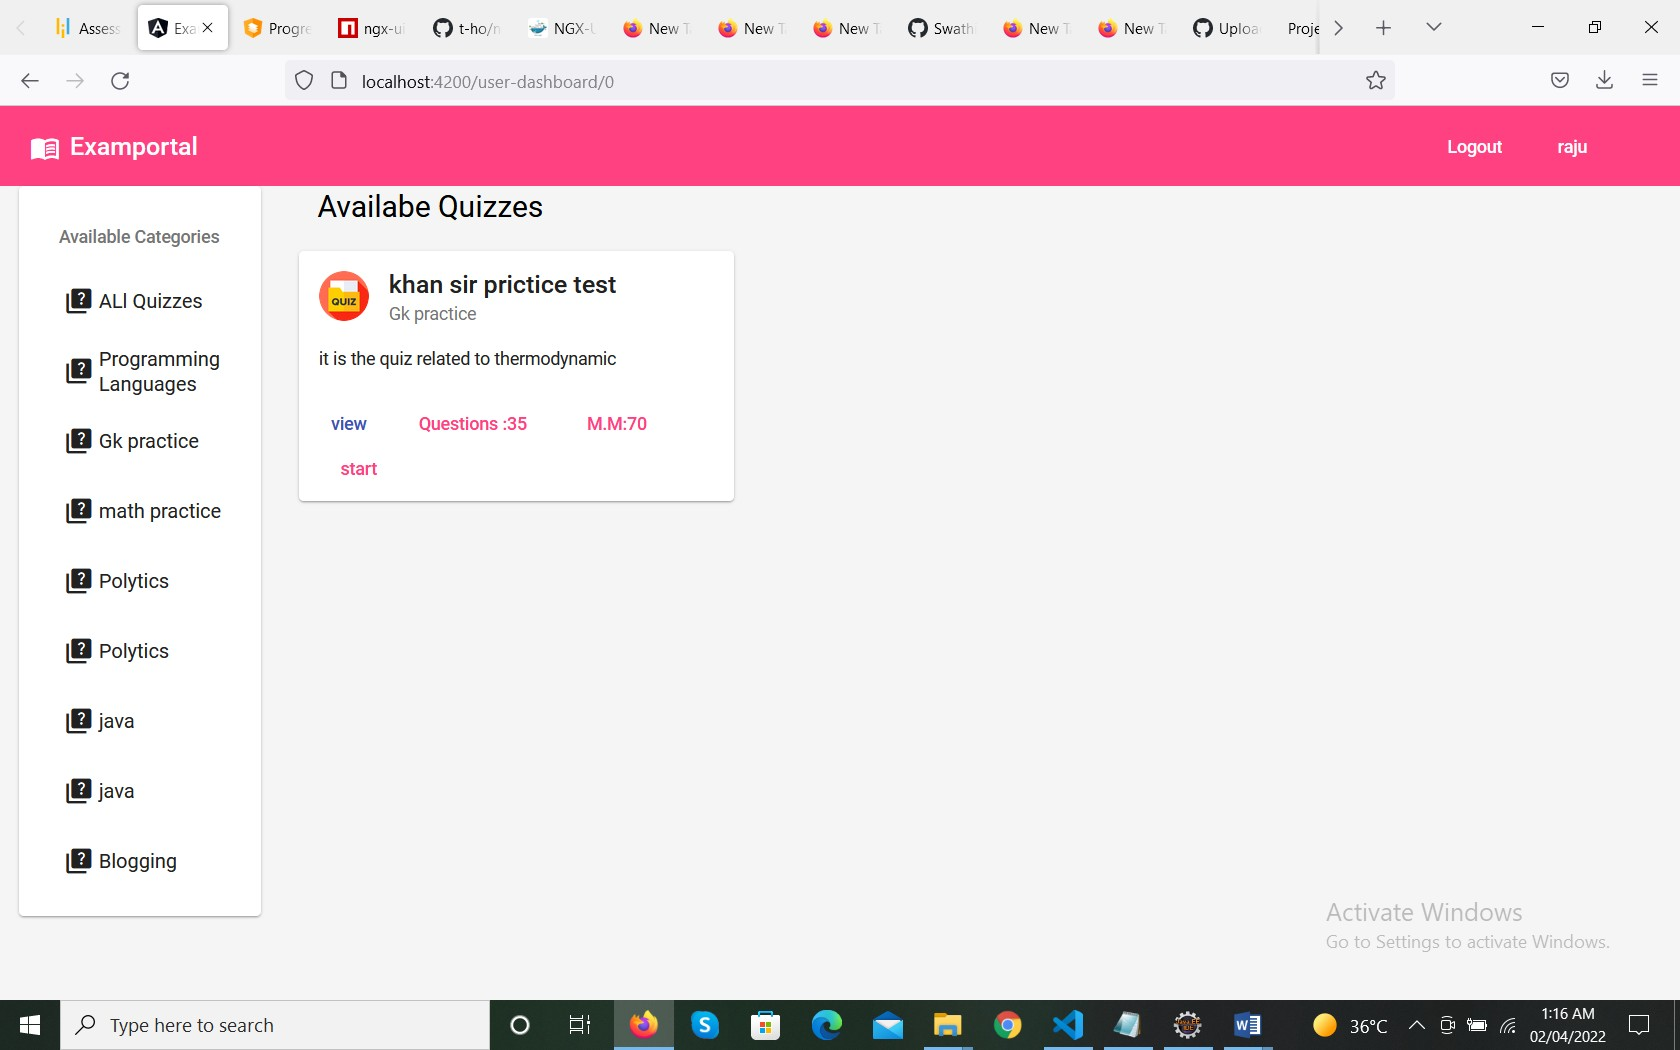 Assess
Exa
Progre
ngx-ui
t-ho/n
NGX-U
New T
New T
New T
Swath
New T
New T
Uploa
Proje
localhost:4200/user-dashboard/0
Examportal
Logout
raju
Available Categories
ALl Quizzes
Programming
Languages
Gk practice
math practice
Polytics
Polytics
java
java
Blogging
Availabe Quizzes
QUIZ
khan sir prictice test
Gk practice
it is the quiz related to thermodynamic
view
Questions :35
M.M:70
start
Activate Windows
Go to Settings to activate Windows.
Type here to search
36°C
1:16 AM
02/04/2022